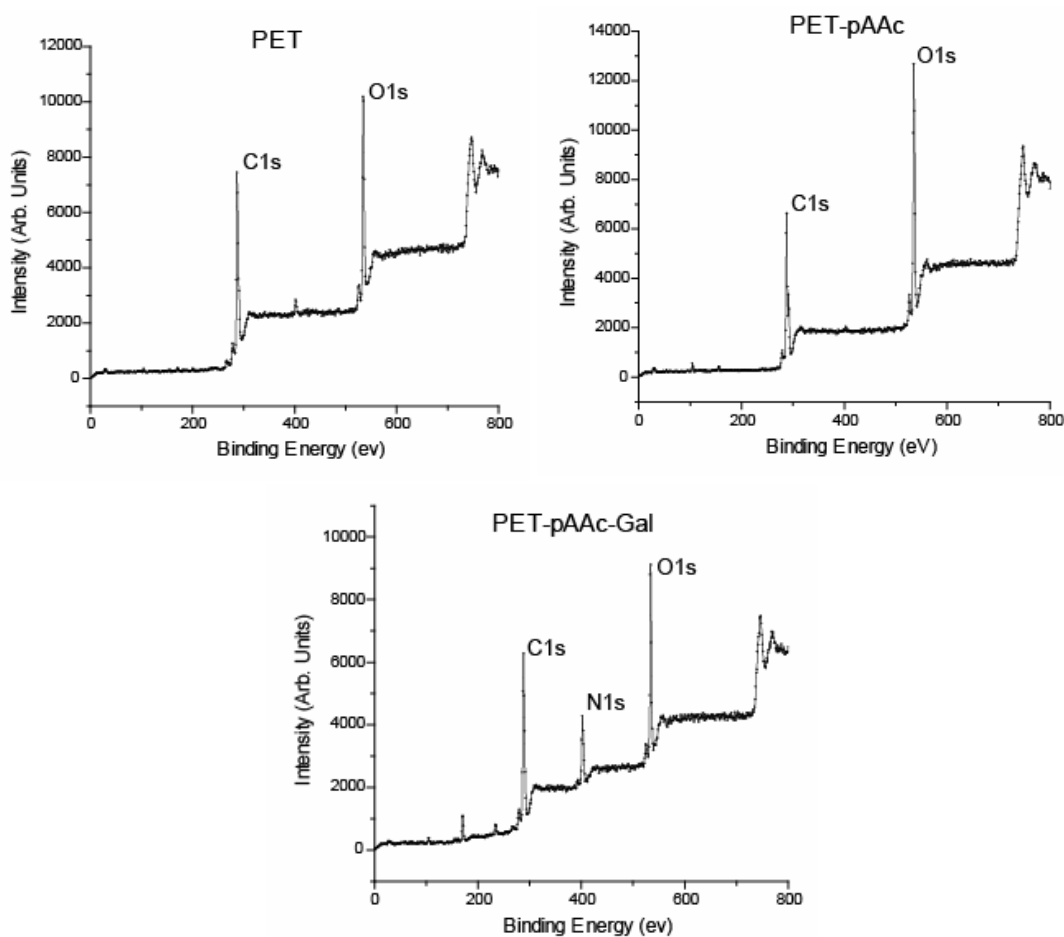 PET
12000
10000
8000
6000
4000
2000
0
Intensity (Arb. Units)
C1s
O1s
0 200 400 600 800
Binding Energy (ev)
PET-pAAc
14000
12000
10000
8000
6000
4000
2000
0
Intensity (Arb. Units)
C1s
O1s
0 200 400 600 800
Binding Energy (eV)
PET-pAAc-Gal
10000
8000
6000
4000
2000
0
Intensity (Arb. Units)
C1s
N1s
O1s
0 200 400 600 800
Binding Energy (ev)